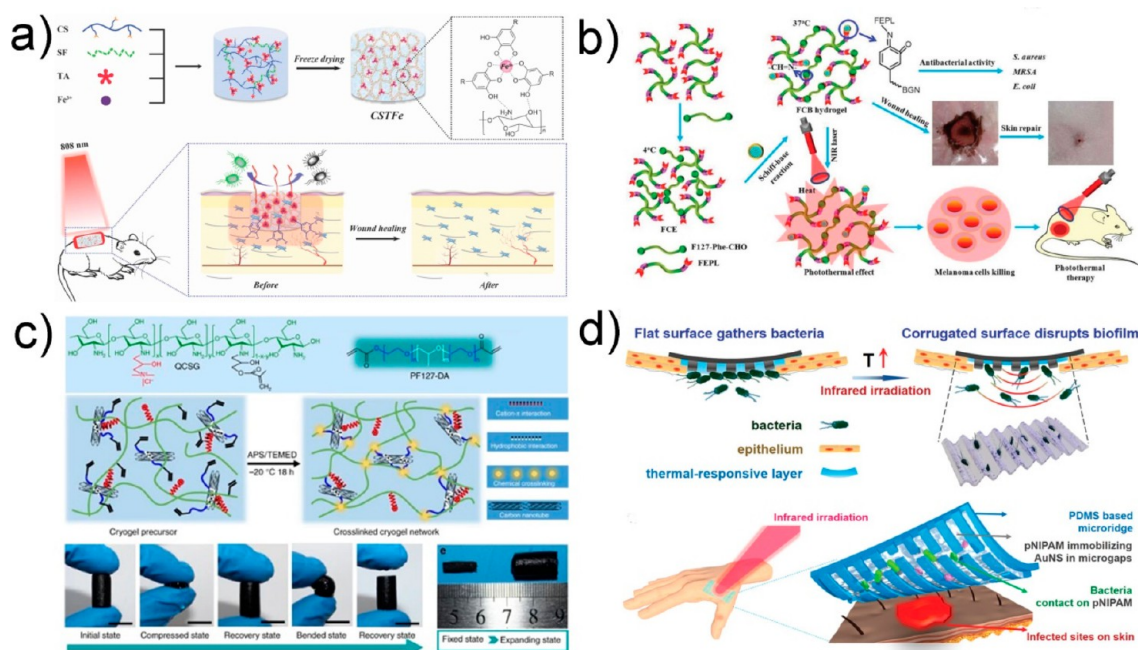 a)
CS
SF
TA
Fe³⁺
Freeze drying
CSTFe
R
R
R
808 nm
Wound healing
Before
After
b)
37°C
CH=N
FCB hydrogel
FEPL
N
O
BGN
Antibacterial activity
S. aureus
MRSA
E. coli
Wound healing
Skin repair
4°C
FCE
Schiff-base
reaction
NIR laser
Heat
F127-Phe-CHO
FEPL
Photothermal effect
Melanoma cells killing
Photothermal
therapy
c)
QCSG
PF127-DA
APS/TEMED
−20 °C 18 h
Cryogel precursor
Crosslinked cryogel network
Cation-π interaction
Hydrophobic interaction
Chemical crosslinking
Carbon nanotube
Initial state
Compressed state
Recovery state
Bended state
Recovery state
e
5 6 7 8 9
Fixed state
Expanding state
d)
Flat surface gathers bacteria
Corrugated surface disrupts biofilm
T
Infrared irradiation
bacteria
epithelium
thermal-responsive layer
Infrared irradiation
PDMS based
microridge
pNIPAM immobilizing
AuNS in microgaps
Bacteria
contact on pNIPAM
Infected sites on skin